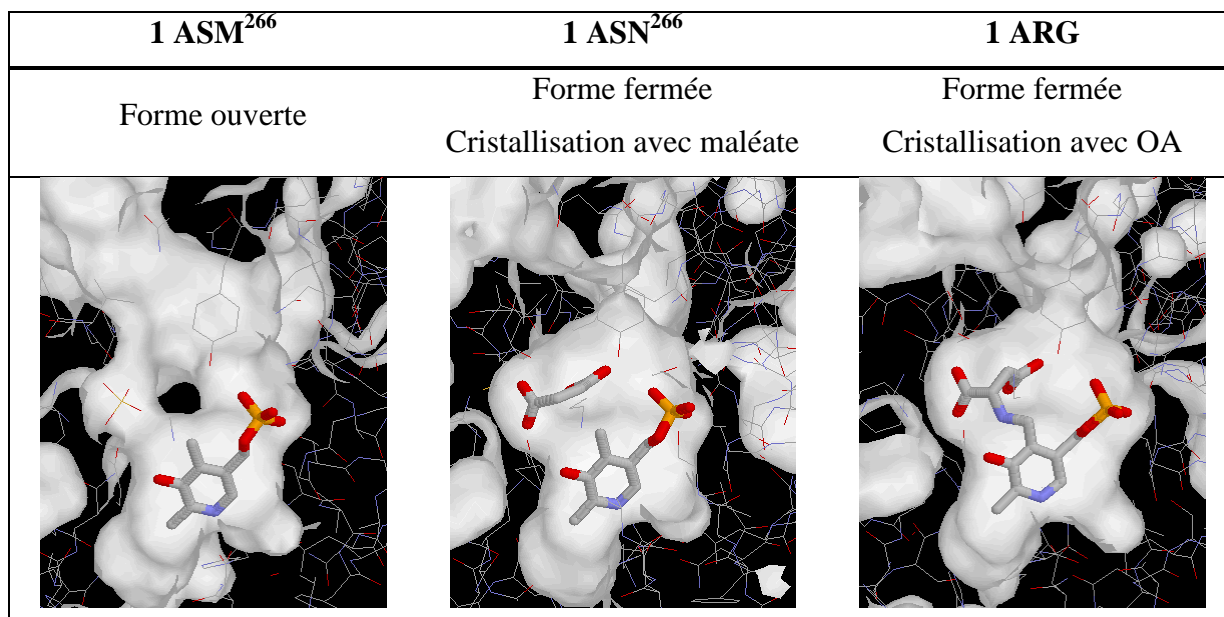 1 ASM²⁶⁶ 1 ASN²⁶⁶ 1 ARG
Forme ouverte
Forme fermée
Cristallisation avec maléate
Forme fermée
Cristallisation avec OA